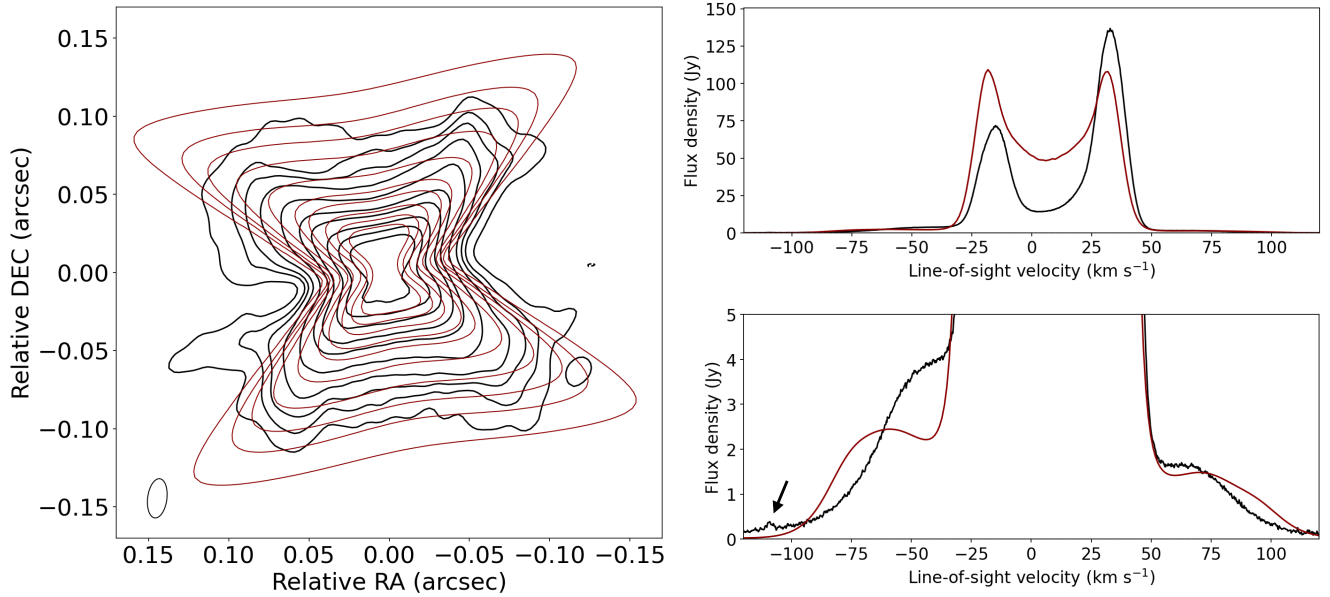 0.15
0.10
0.05
0.00
−0.05
−0.10
−0.15
Relative DEC (arcsec)
0.15 0.10 0.05 0.00 −0.05 −0.10 −0.15
Relative RA (arcsec)
150
125
100
75
50
25
0
Flux density (Jy)
−100 −75 −50 −25 0 25 50 75 100
Line-of-sight velocity (km s⁻¹)
5
4
3
2
1
0
Flux density (Jy)
−100 −75 −50 −25 0 25 50 75 100
Line-of-sight velocity (km s⁻¹)